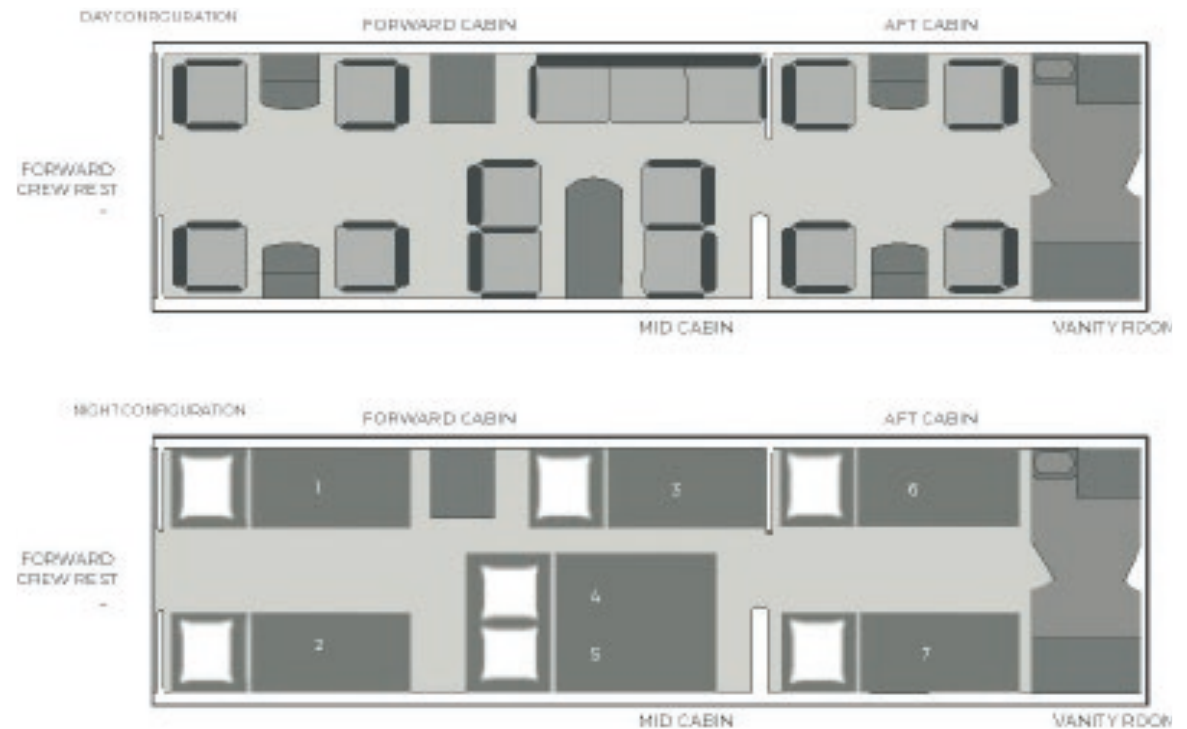 DAY CONFIGURATION
FORWARD CABIN
AFT CABIN
FORWARD
CREW REST
MID CABIN
VANITY ROOM
NIGHT CONFIGURATION
FORWARD CABIN
AFT CABIN
1
3
6
FORWARD
CREW REST
4
2
5
7
MID CABIN
VANITY ROOM